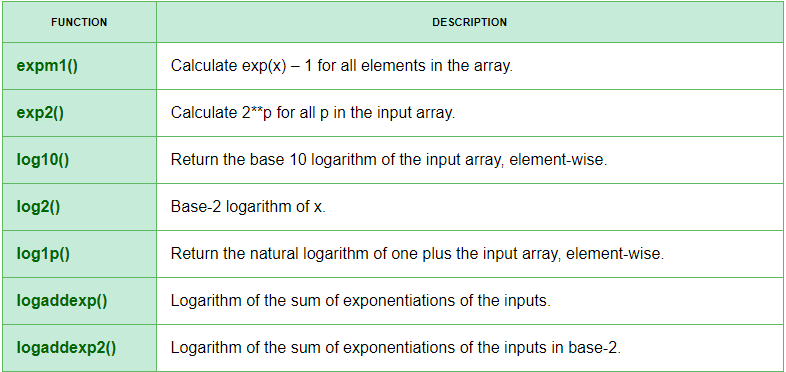 FUNCTION DESCRIPTION
expm1() Calculate exp(x) – 1 for all elements in the array.
exp2() Calculate 2**p for all p in the input array.
log10() Return the base 10 logarithm of the input array, element-wise.
log2() Base-2 logarithm of x.
log1p() Return the natural logarithm of one plus the input array, element-wise.
logaddexp() Logarithm of the sum of exponentiations of the inputs.
logaddexp2() Logarithm of the sum of exponentiations of the inputs in base-2.